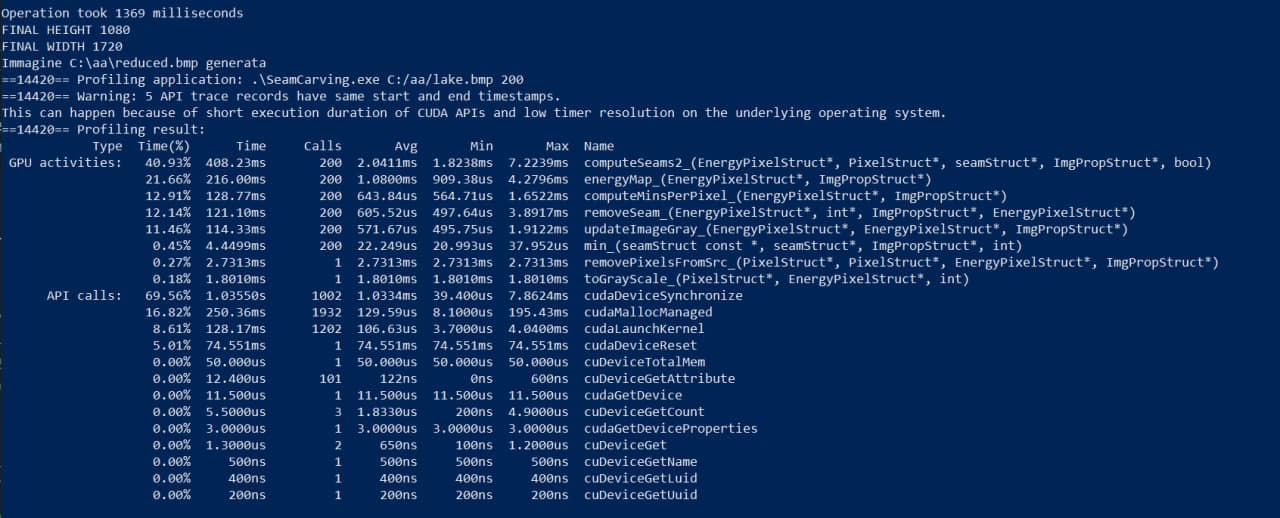 Operation took 1369 milliseconds
FINAL HEIGHT 1080
FINAL WIDTH 1720
Immagine C:\aa\reduced.bmp generata
==14420== Profiling application: .\SeamCarving.exe C:/aa/lake.bmp 200
==14420== Warning: 5 API trace records have same start and end timestamps.
This can happen because of short execution duration of CUDA APIs and low timer resolution on the underlying operating system.
==14420== Profiling result:
Type Time(%) Time Calls Avg Min Max Name
GPU activities: 40.93% 408.23ms 200 2.0411ms 1.8238ms 7.2239ms computeSeams2_(EnergyPixelStruct*, PixelStruct*, seamStruct*, ImgPropStruct*, bool)
21.66% 216.00ms 200 1.0800ms 909.38us 4.2796ms energyMap_(EnergyPixelStruct*, ImgPropStruct*)
12.91% 128.77ms 200 643.84us 564.71us 1.6522ms computeMinsPerPixel_(EnergyPixelStruct*, ImgPropStruct*)
12.14% 121.10ms 200 605.52us 497.64us 3.8917ms removeSeam_(EnergyPixelStruct*, int*, ImgPropStruct*, EnergyPixelStruct*)
11.46% 114.33ms 200 571.67us 495.75us 1.9122ms updateImageGray_(EnergyPixelStruct*, EnergyPixelStruct*, ImgPropStruct*)
0.45% 4.4499ms 200 22.249us 20.993us 37.952us min_(seamStruct const *, seamStruct*, ImgPropStruct*, int)
0.27% 2.7313ms 1 2.7313ms 2.7313ms 2.7313ms removePixelsFromSrc_(PixelStruct*, PixelStruct*, EnergyPixelStruct*, ImgPropStruct*)
0.18% 1.8010ms 1 1.8010ms 1.8010ms 1.8010ms toGrayScale_(PixelStruct*, EnergyPixelStruct*, int)
API calls: 69.56% 1.03550s 1002 1.0334ms 39.400us 7.8624ms cudaDeviceSynchronize
16.82% 250.36ms 1932 129.59us 8.1000us 195.43ms cudaMallocManaged
8.61% 128.17ms 1202 106.63us 3.7000us 4.0400ms cudaLaunchKernel
5.01% 74.551ms 1 74.551ms 74.551ms 74.551ms cudaDeviceReset
0.00% 50.000us 1 50.000us 50.000us 50.000us cuDeviceTotalMem
0.00% 12.400us 101 122ns 0ns 600ns cuDeviceGetAttribute
0.00% 11.500us 1 11.500us 11.500us 11.500us cudaGetDevice
0.00% 5.5000us 3 1.8330us 200ns 4.9000us cuDeviceGetCount
0.00% 3.0000us 1 3.0000us 3.0000us 3.0000us cudaGetDeviceProperties
0.00% 1.3000us 2 650ns 100ns 1.2000us cuDeviceGet
0.00% 500ns 1 500ns 500ns 500ns cuDeviceGetName
0.00% 400ns 1 400ns 400ns 400ns cuDeviceGetLuid
0.00% 200ns 1 200ns 200ns 200ns cuDeviceGetUuid